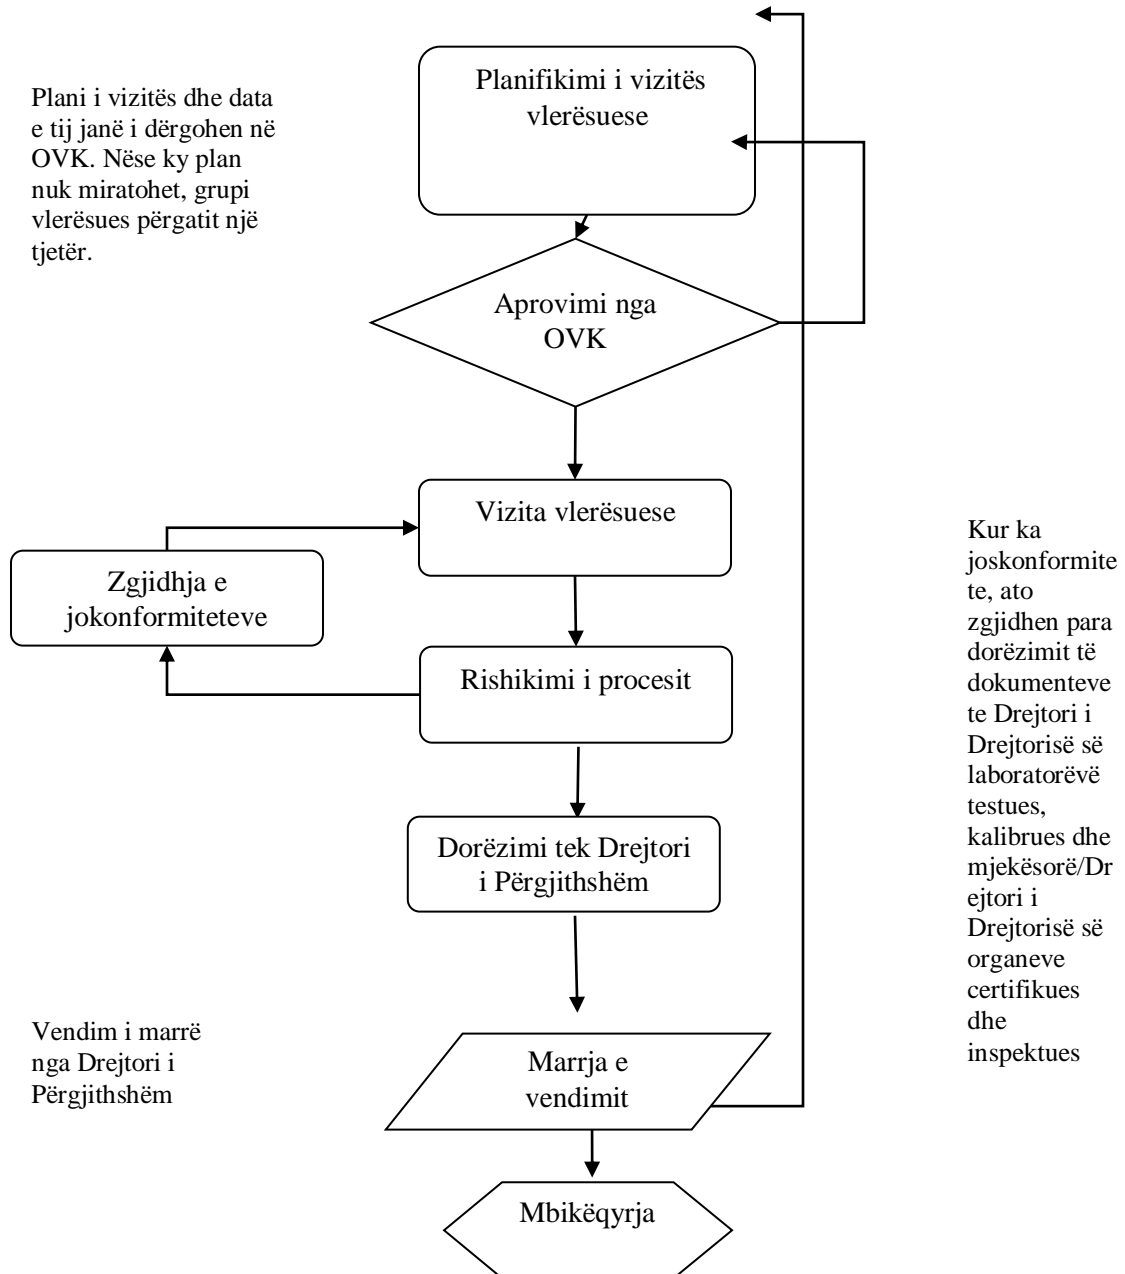 Planifikimi i vizitës
vlerësuese
Plani i vizitës dhe data
e tij janë i dërgohen në
OVK. Nëse ky plan
nuk miratohet, grupi
vlerësues përgatit një
tjetër.
Aprovimi nga
OVK
Vizita vlerësuese
Zgjidhja e
jokonformiteteve
Rishikimi i procesit
Dorëzimi tek Drejtori
i Përgjithshëm
Kur ka
joskonformite
te, ato
zgjidhen para
dorëzimit të
dokumenteve
te Drejtori i
Drejtorisë së
laboratorëvë
testues,
kalibrues dhe
mjekësorë/Dr
ejtori i
Drejtorisë së
organeve
certifikues
dhe
inspektues
Vendim i marrë
nga Drejtori i
Përgjithshëm
Marrja e
vendimit
Mbikëqyrja